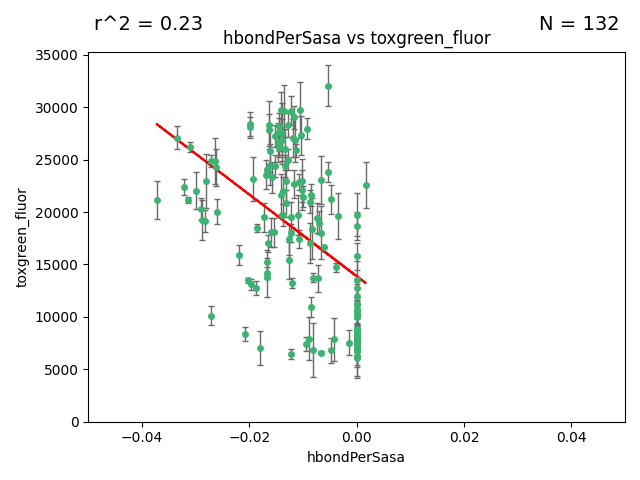 r^2 = 0.23
N = 132
hbondPerSasa vs toxgreen_fluor
35000
30000
25000
20000
15000
10000
5000
0
toxgreen_fluor
−0.04
−0.02
0.00
0.02
0.04
hbondPerSasa